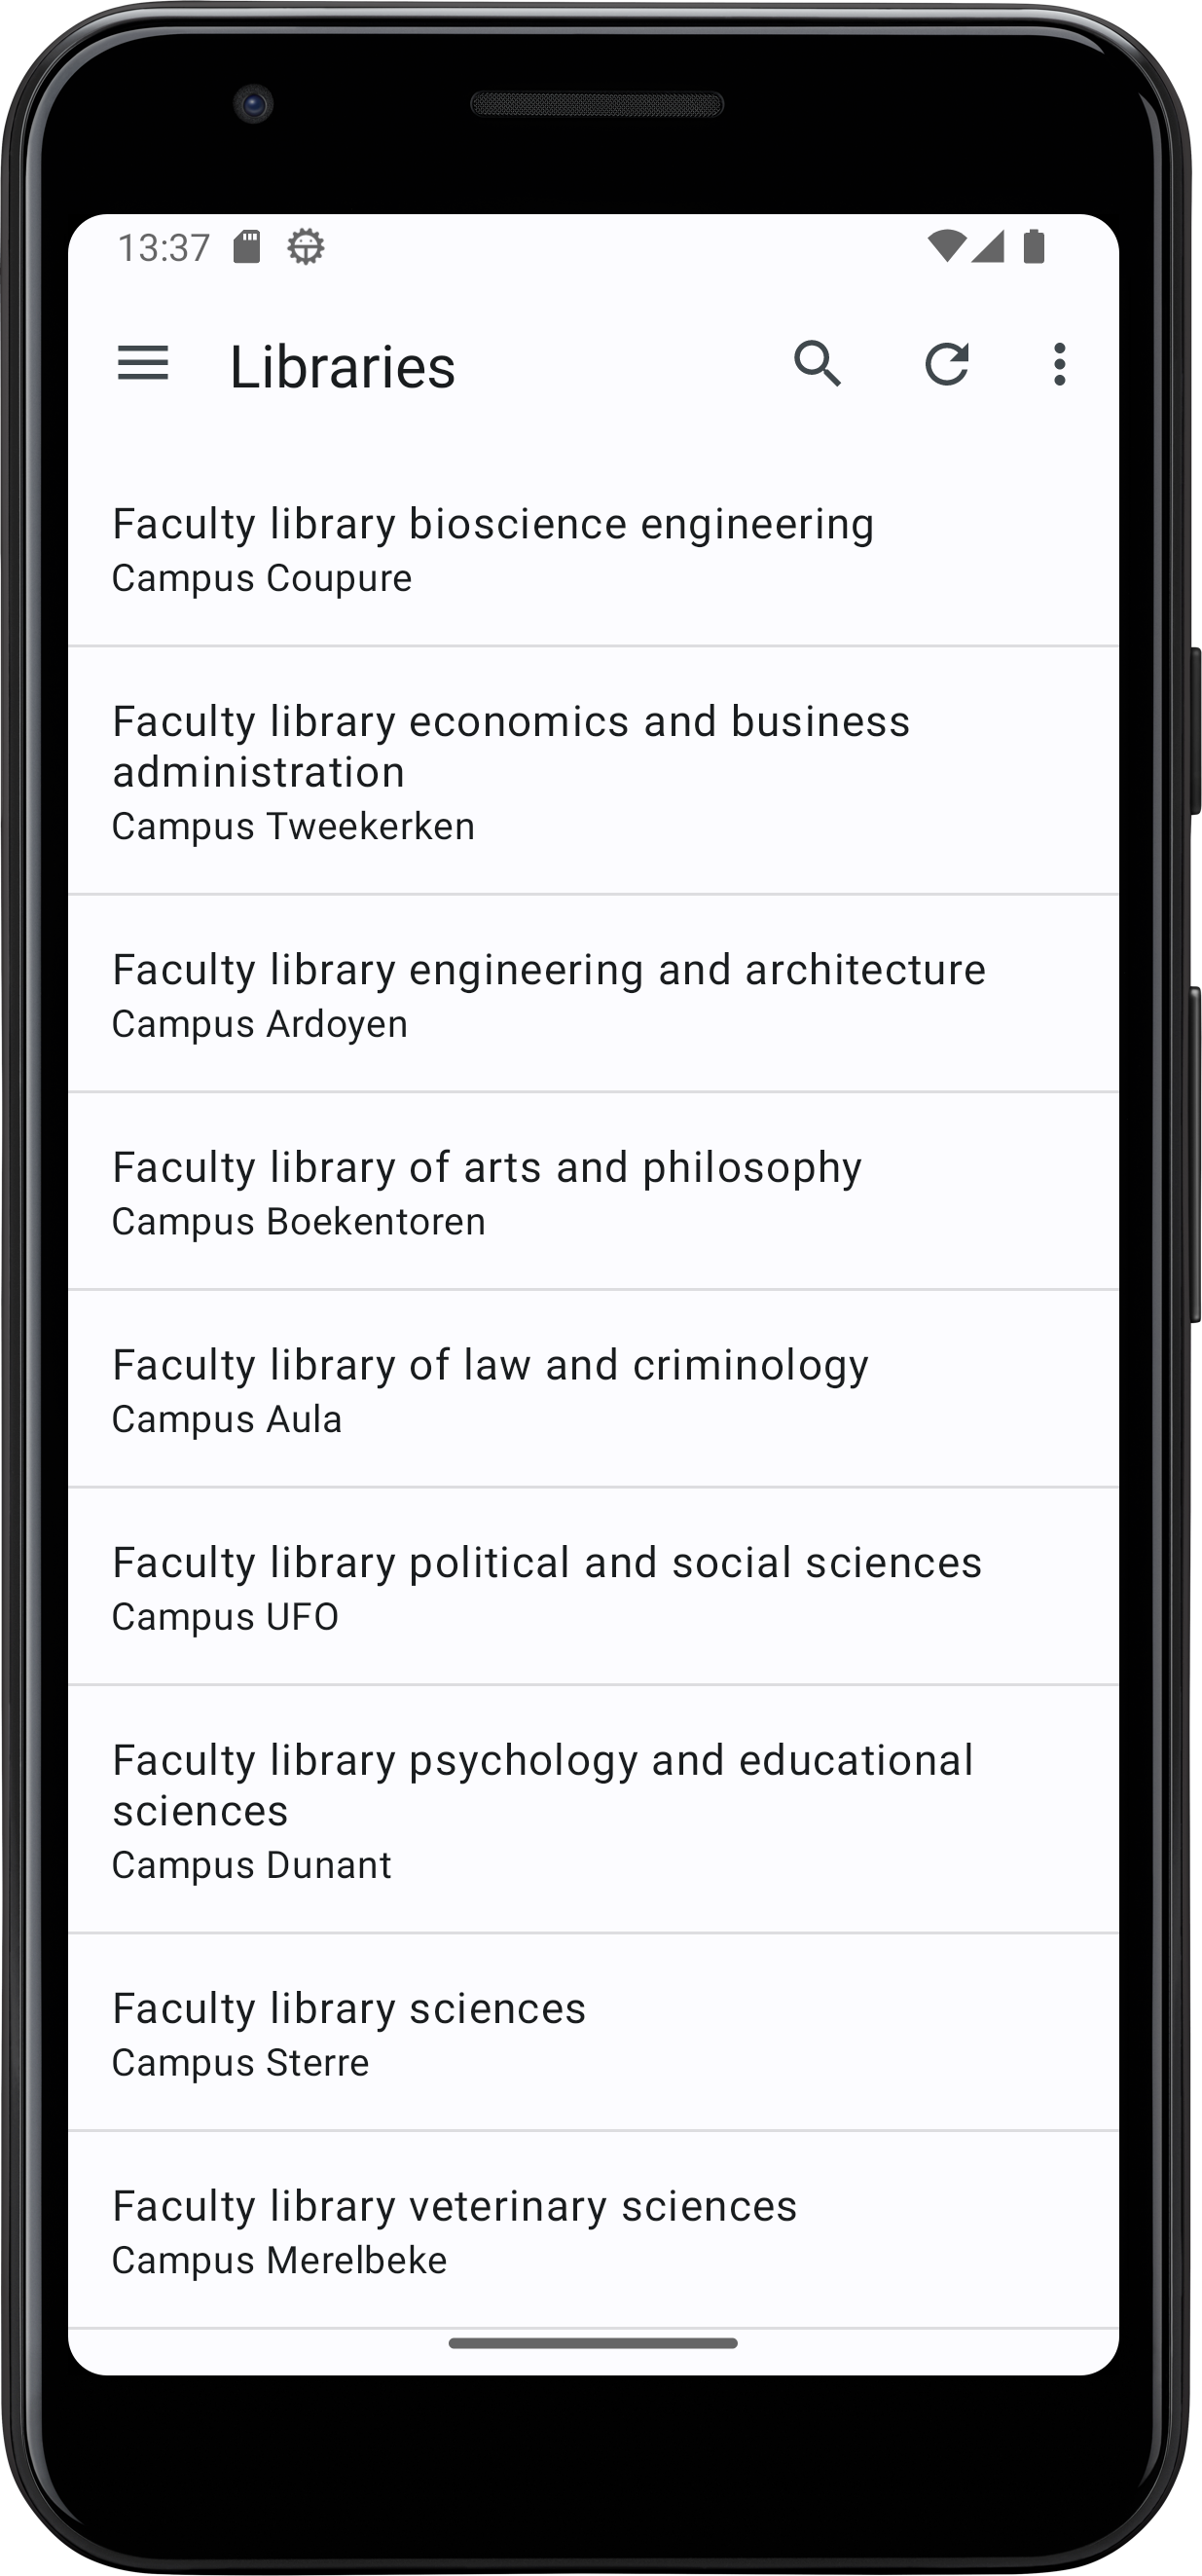 13:37
Libraries
Faculty library bioscience engineering
Campus Coupure
Faculty library economics and business
administration
Campus Tweekerken
Faculty library engineering and architecture
Campus Ardoyen
Faculty library of arts and philosophy
Campus Boekentoren
Faculty library of law and criminology
Campus Aula
Faculty library political and social sciences
Campus UFO
Faculty library psychology and educational
sciences
Campus Dunant
Faculty library sciences
Campus Sterre
Faculty library veterinary sciences
Campus Merelbeke